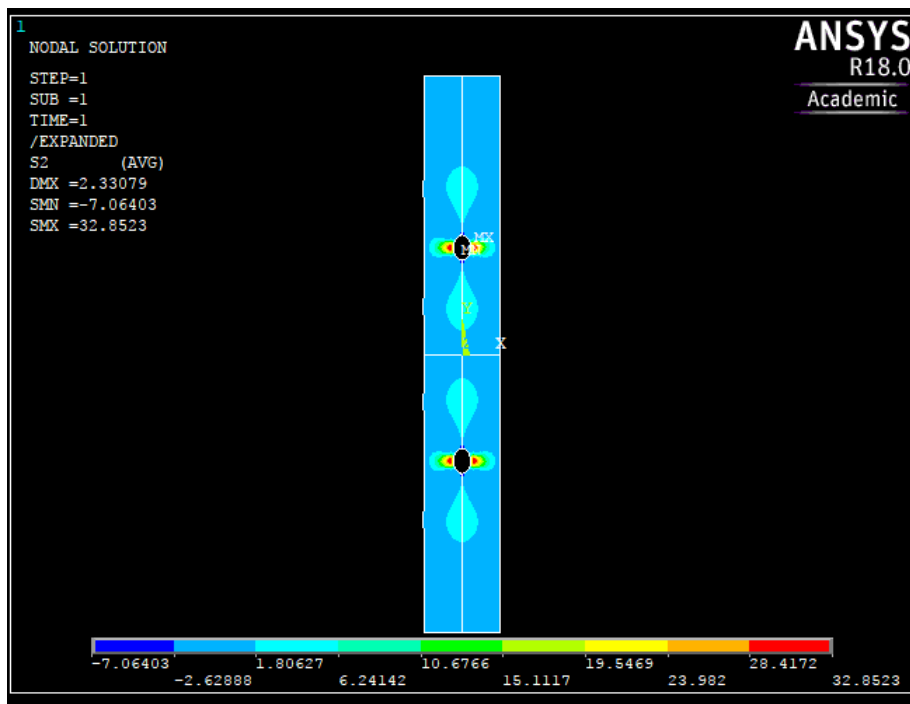 1
NODAL SOLUTION
STEP=1
SUB =1
TIME=1
/EXPANDED
S2 (AVG)
DMX =2.33079
SMN =-7.06403
SMX =32.8523
ANSYS
R18.0
Academic
MX
Y
X
-7.06403 1.80627 10.6766 19.5469 28.4172
-2.62888 6.24142 15.1117 23.982 32.8523